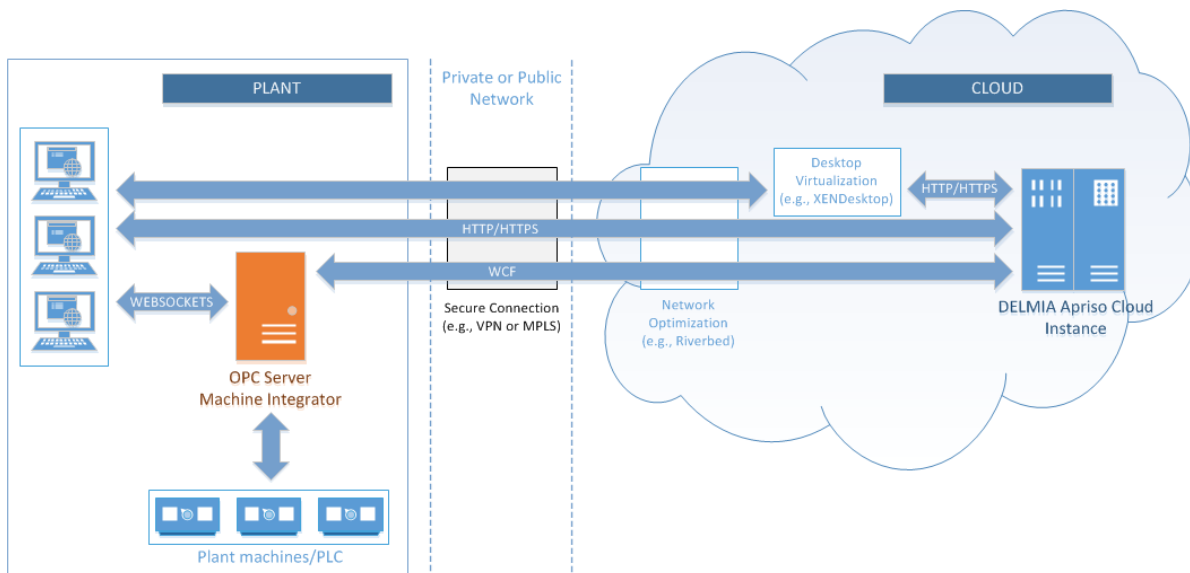 PLANT
Private or Public
Network
CLOUD
Desktop
Virtualization
(e.g., XENDesktop)
HTTP/HTTPS
HTTP/HTTPS
WCF
WEBSOCKETS
Secure Connection
(e.g., VPN or MPLS)
Network
Optimization
(e.g., Riverbed)
DELMIA Apriso Cloud
Instance
OPC Server
Machine Integrator
Plant machines/PLC